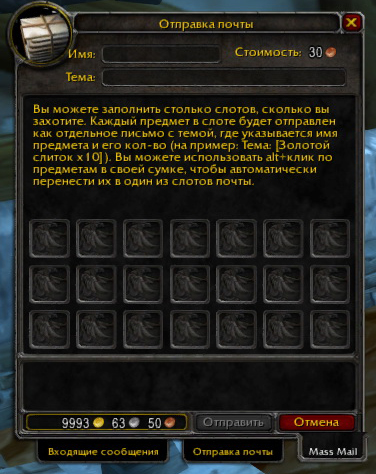 Отправка почты
Имя:
Стоимость: 30
Тема:
Вы можете заполнить столько слотов, сколько вы
захотите. Каждый предмет в слоте будет отправлен
как отдельное письмо с темой, где указывается имя
предмета и его кол-во (на пример: Тема: [Золотой
слиток x10]). Вы можете использовать alt+клик по
предметам в своей сумке, чтобы автоматически
перенести их в один из слотов почты.
9993 63 50 Отправить Отмена
Входящие сообщения Отправка почты Mass Mail